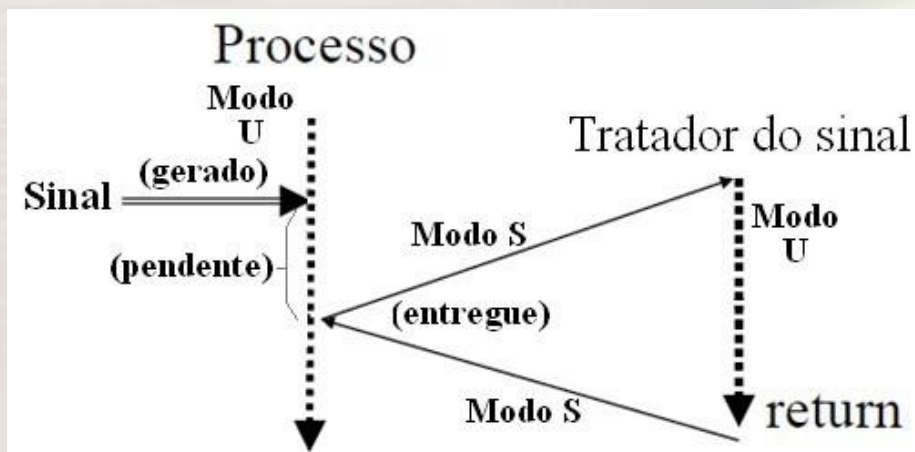 Processo
Modo
U
Tratador do sinal
(gerado)
Sinal
Modo
U
Modo S
(pendente)
(entregue)
Modo S
return